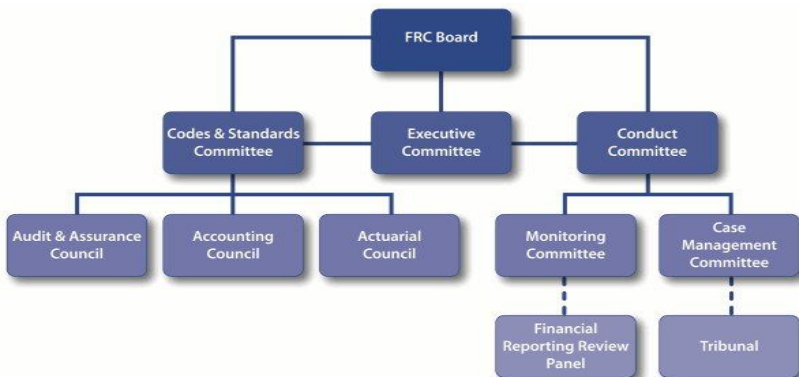 FRC Board
Codes & Standards
Committee
Executive
Committee
Conduct
Committee
Audit & Assurance
Council
Accounting
Council
Actuarial
Council
Monitoring
Committee
Case
Management
Committee
Financial
Reporting Review
Panel
Tribunal